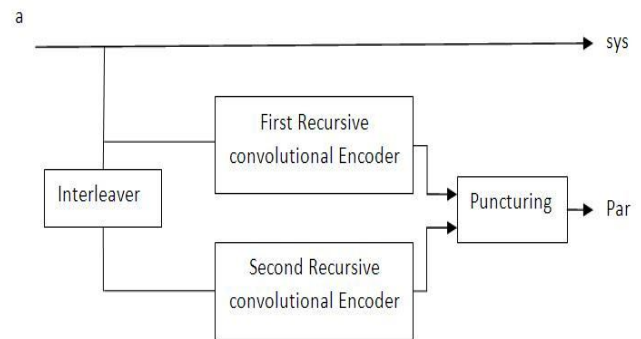 a
sys
First Recursive
convolutional Encoder
Interleaver
Puncturing
Par
Second Recursive
convolutional Encoder